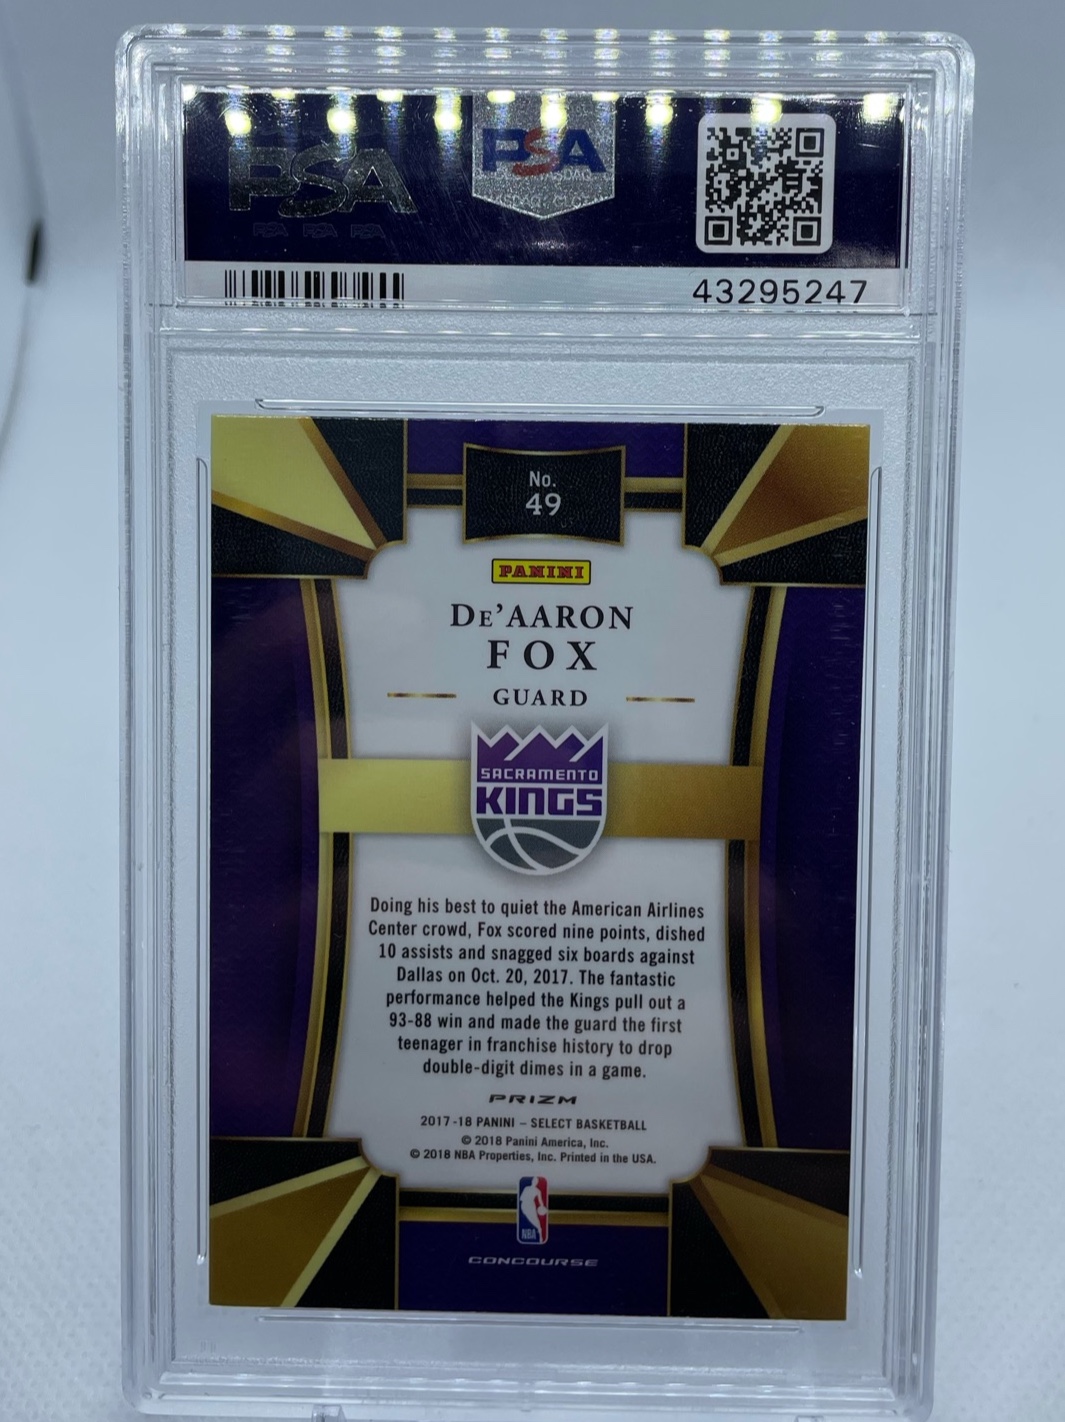 PSA
PSA
PSA PSA PSA
43295247
No.
49
PANINI
DE'AARON
FOX
GUARD
SACRAMENTO
KINGS
Doing his best to quiet the American Airlines
Center crowd, Fox scored nine points, dished
10 assists and snagged six boards against
Dallas on Oct. 20, 2017. The fantastic
performance helped the Kings pull out a
93-88 win and made the guard the first
teenager in franchise history to drop
double-digit dimes in a game.
PRIZM
2017-18 PANINI – SELECT BASKETBALL
© 2018 Panini America, Inc.
© 2018 NBA Properties, Inc. Printed in the USA.
NBA
CONCOURSE